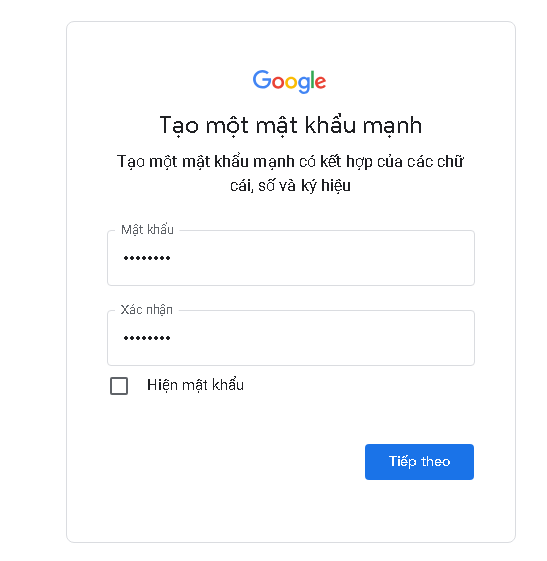 Google
Tạo một mật khẩu mạnh
Tạo một mật khẩu mạnh có kết hợp của các chữ
cái, số và ký hiệu
Mật khẩu
••••••••
Xác nhận
••••••••
Hiện mật khẩu
Tiếp theo